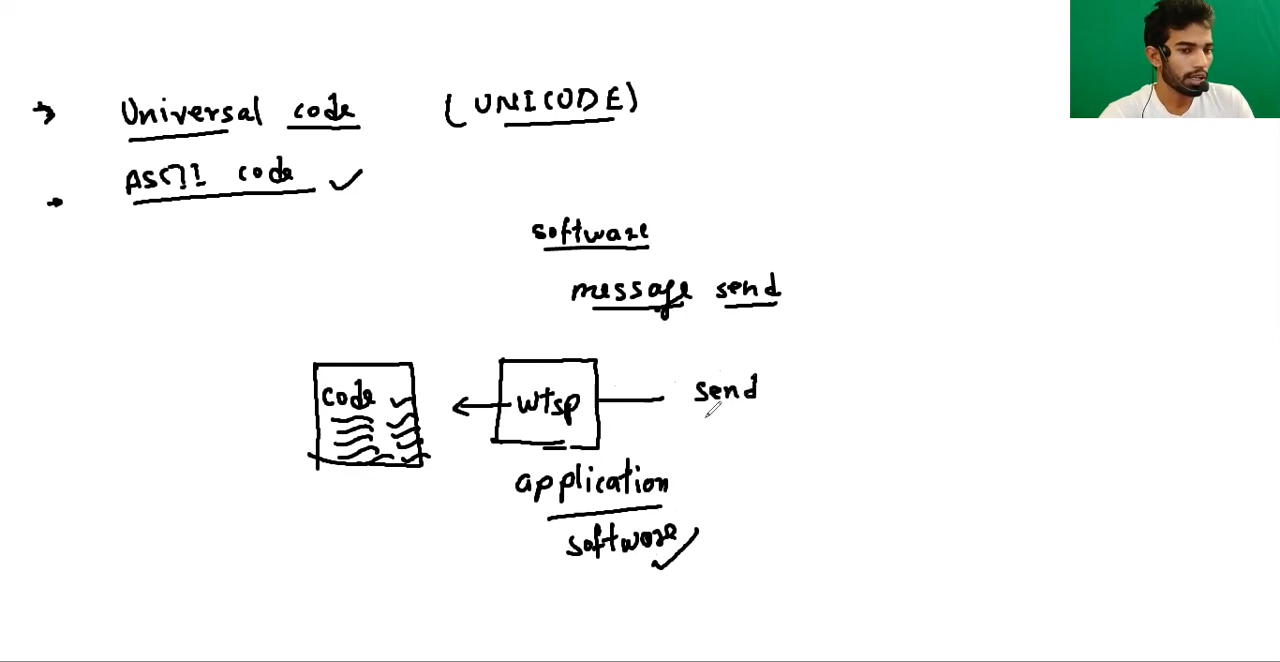 Universal code (UNICODE)
ASCII code
software
message send
code
wtsp
send
application
software